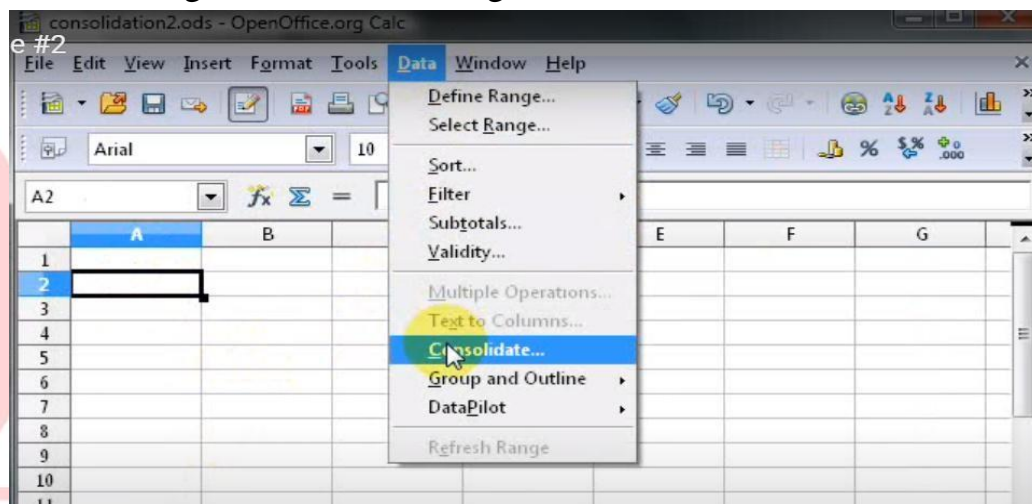 consolidation2.ods - OpenOffice.org Calc
e #2
File Edit View Insert Format Tools Data Window Help
Define Range...
Select Range...
Sort...
Filter
Subtotals...
Validity...
Multiple Operations...
Text to Columns...
Consolidate...
Group and Outline
DataPilot
Refresh Range
Arial 10
% $% .000
A2
A B E F G
1
2
3
4
5
6
7
8
9
10